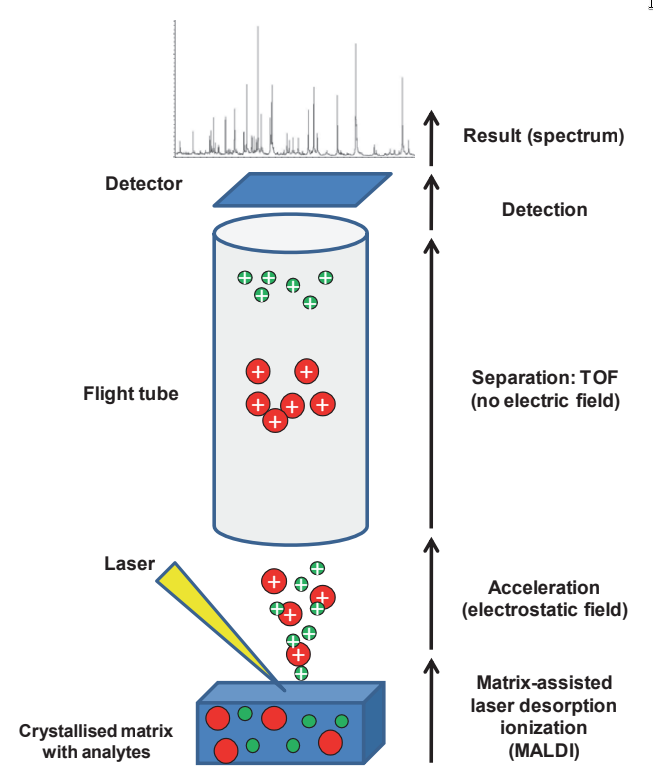 Result (spectrum)
Detector
Detection
Flight tube
Separation: TOF
(no electric field)
Laser
Acceleration
(electrostatic field)
Matrix-assisted
laser desorption
ionization
(MALDI)
Crystallised matrix
with analytes